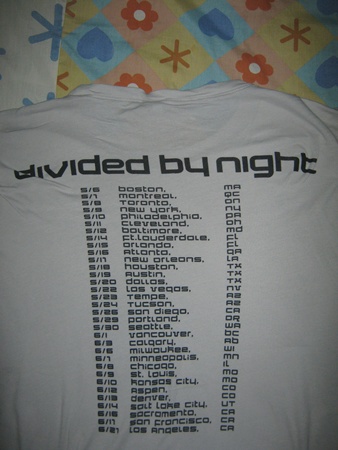 divided by night
5/6 boston, MA
5/7 montreal, QC
5/8 Toronto, on
5/9 new york, ny
5/10 philadelphia, PA
5/11 cleveland, oh
5/12 baltimore, md
5/14 ft.lauderdale, fl
5/15 orlando, fl
5/16 Atlanta, GA
5/17 new orleans, LA
5/18 houston, TX
5/19 Austin, TX
5/20 dallas, TX
5/22 las vegas, NV
5/23 Tempe, AZ
5/24 Tucson, AZ
5/26 san diego, CA
5/29 portland, OR
5/30 seattle, WA
6/1 vancouver, bc
6/3 calgary, Ab
6/6 milwaukee, WI
6/7 minneapolis, mn
6/8 chicago, il
6/9 st. louis, mo
6/10 kansas city, mo
6/12 Aspen, CO
6/13 denver, CO
6/14 salt lake city, UT
6/16 sacramento, CA
6/17 san francisco, CA
6/21 los Angeles, CA